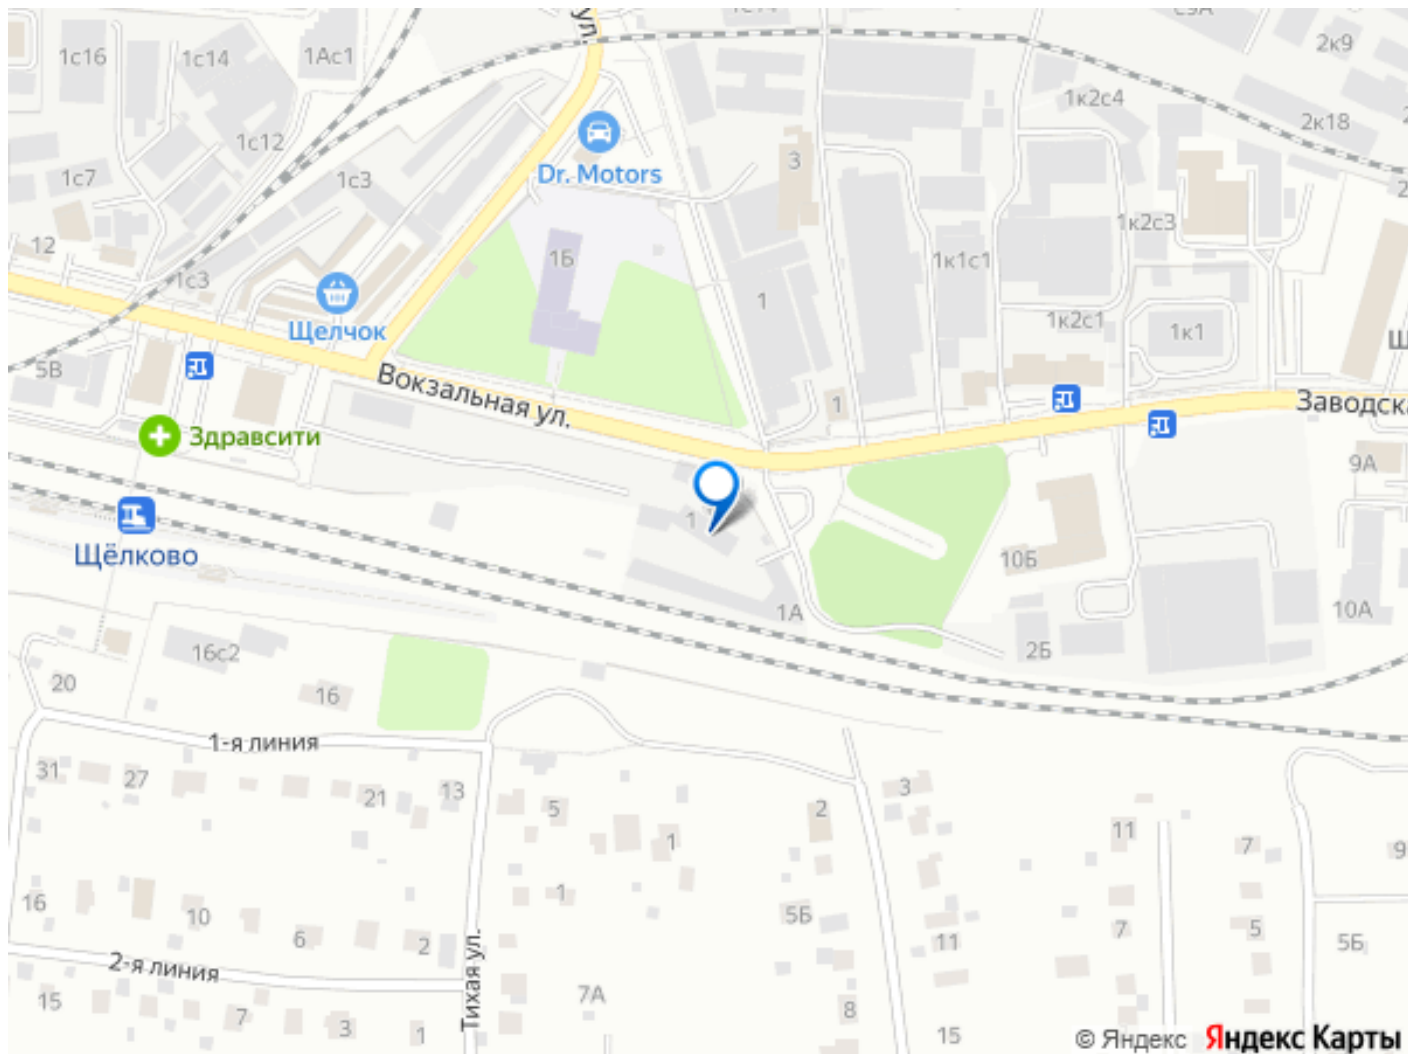 ул.
1с14
2к9
1с16
1с14
1Ас1
1к2с4
2к18
1с12
Dr. Motors
3
1с7
1с3
12
1Б
1к2с3
1к1с1
1с3
1
Щелчок
1к2с1
1к1
5В
Вокзальная ул.
1
Заводска
Здравсити
9А
1
Щёлково
10Б
1А
10А
16с2
2Б
20
16
1-я линия
31
27
21
13
5
2
3
1
11
7
9
16
10
1
6
2
5Б
11
7
5
5Б
2-я линия
Тихая ул.
15
7
3
1
7А
8
15
© Яндекс Яндекс Карты